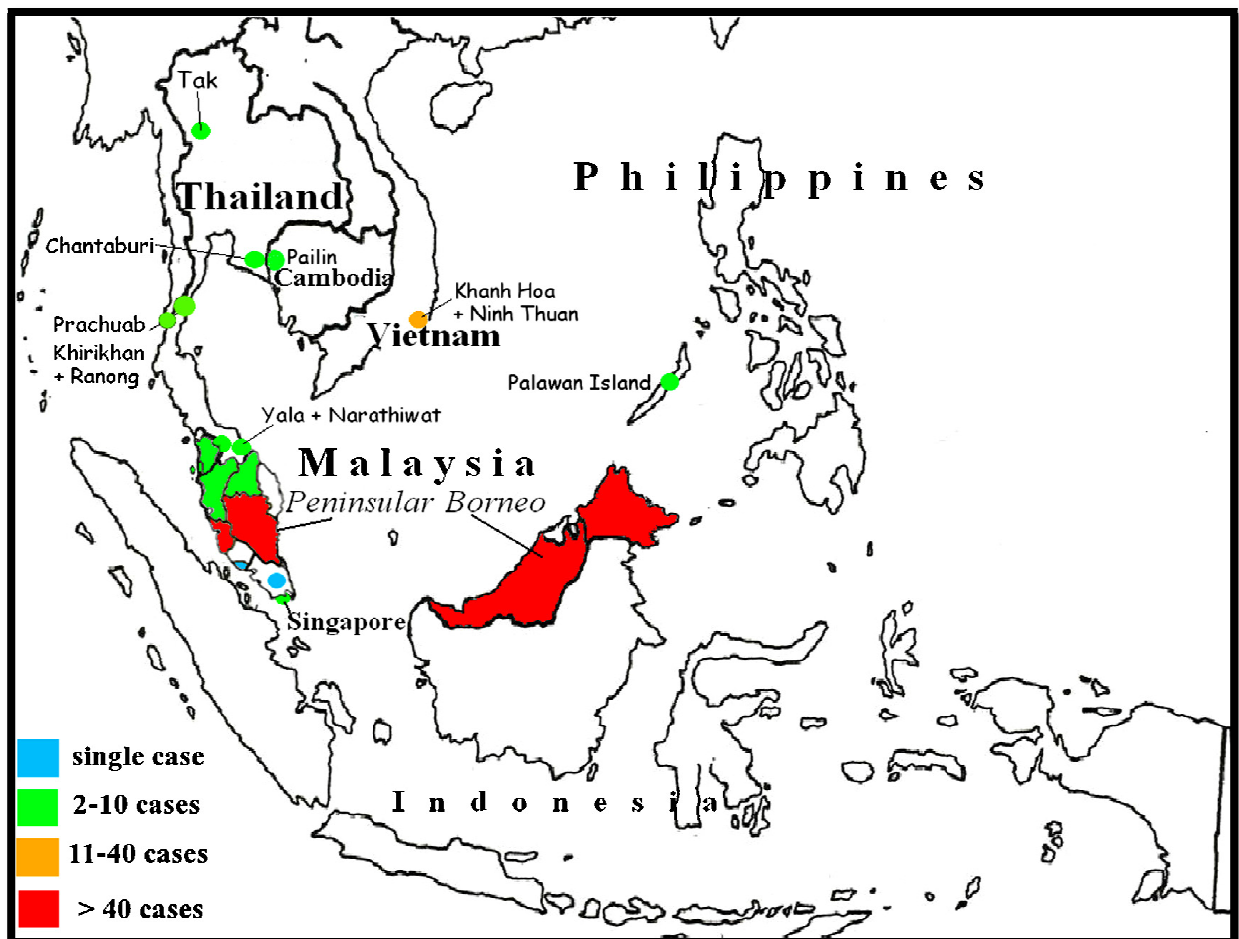 Tak
Philippines
Thailand
Chantaburi
Pailin
Cambodia
Khanh Hoa
+ Ninh Thuan
Prachuab
Khirikhan
+ Ranong
Vietnam
Palawan Island
Yala + Narathiwat
Malaysia
Peninsular Borneo
Singapore
single case
2-10 cases
Indonesia
11-40 cases
> 40 cases